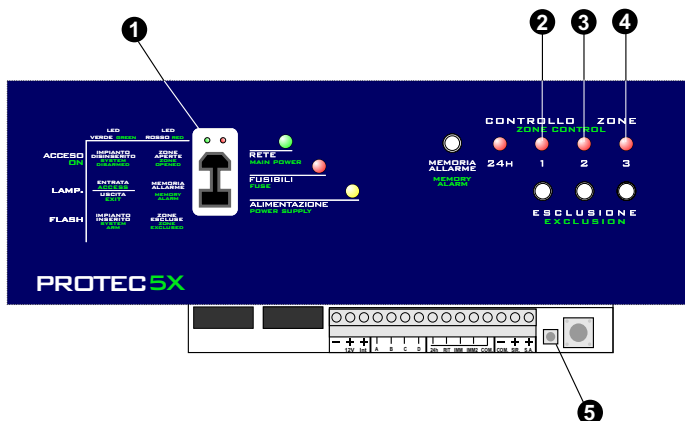 1
2
3
4
CONTROLLO ZONE
ZONE CONTROL
LED VERDE GREEN
LED ROSSO RED
ACCESO
ON
IMPIANTO DISINSERITO
SYSTEM DISARMED
ZONE APERTE
ZONE OPENED
LAMP.
ENTRATA
ACCESS
USCITA
EXIT
MEMORIA ALLARME
MEMORY ALARM
FLASH
IMPIANTO INSERITO
SYSTEM ARM
ZONE ESCLUSE
ZONE EXCLUDED
RETE
MAIN POWER
FUSIBILI
FUSE
ALIMENTAZIONE
POWER SUPPLY
MEMORIA ALLARME
MEMORY ALARM
24H 1 2 3
ESCLUSIONE
EXCLUSION
PROTEC5X
− + +
12V Int
A B C D
24h RIT IMM IMM2 COM.
− + +
COM. SIR. S.A.
5